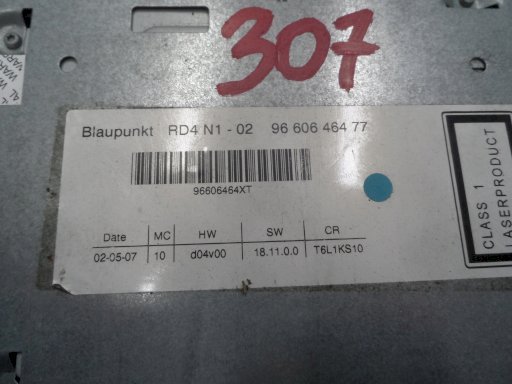 307
Blaupunkt RD4 N1 - 02 96 606 464 77
96606464XT
Date MC HW SW CR
02-05-07 10 d04v00 18.11.0.0 T6L1KS10
CLASS 1
LASERPRODUCT